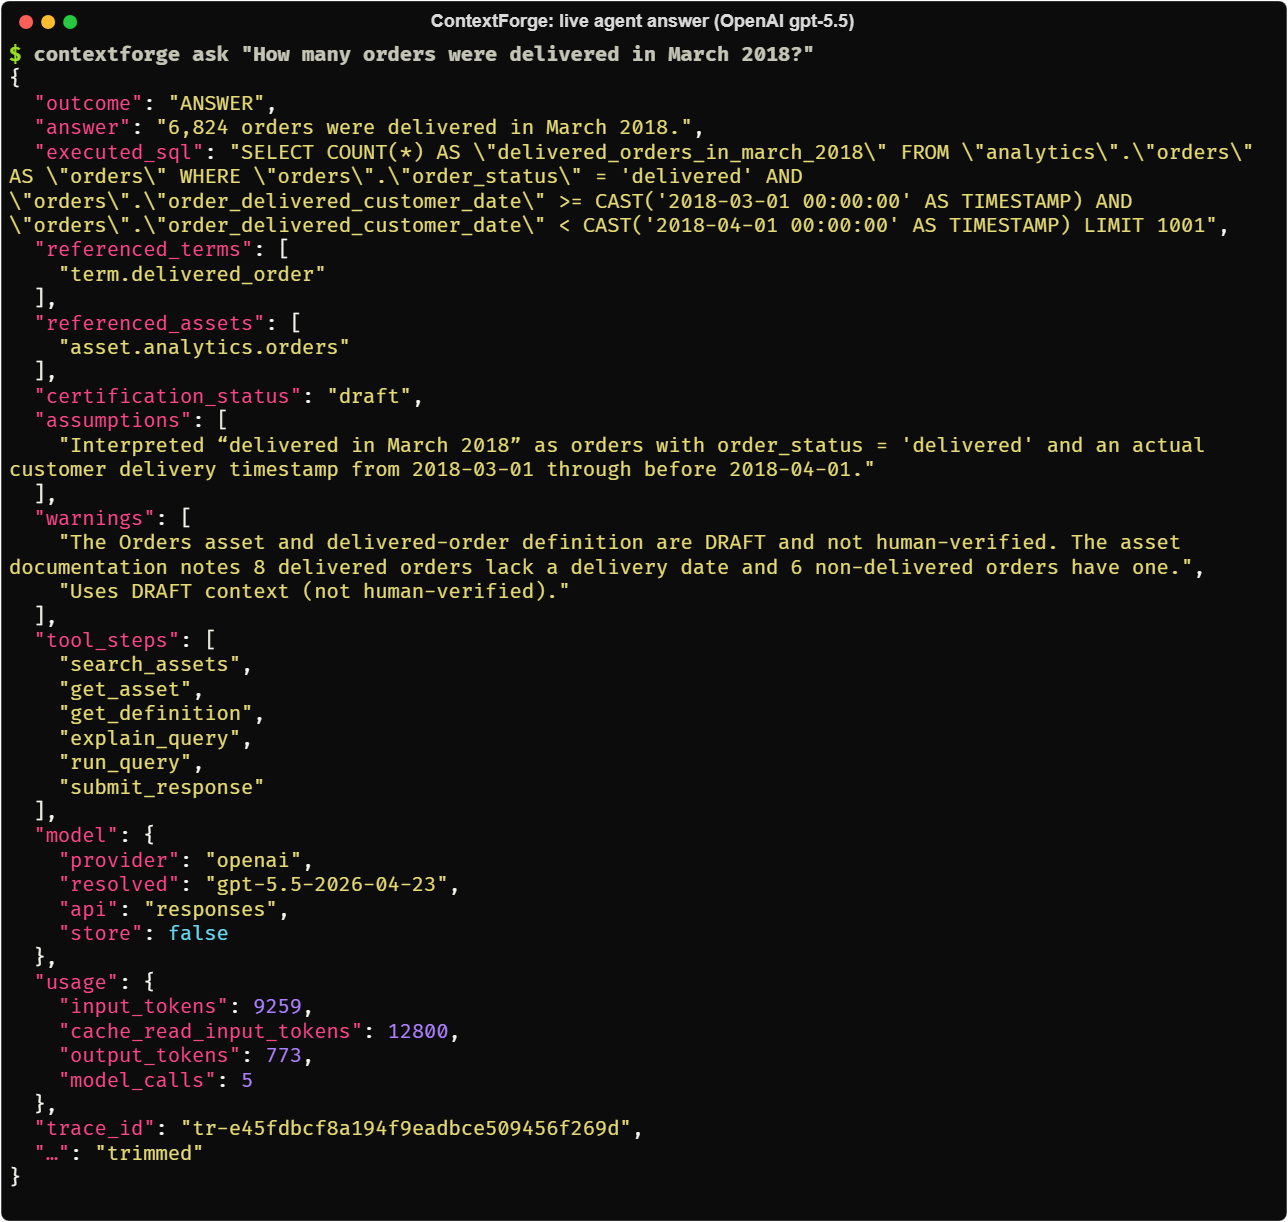 ContextForge: live agent answer (OpenAI gpt-5.5)
$ contextforge ask "How many orders were delivered in March 2018?"
{
  "outcome": "ANSWER",
  "answer": "6,824 orders were delivered in March 2018.",
  "executed_sql": "SELECT COUNT(*) AS \"delivered_orders_in_march_2018\" FROM \"analytics\".\"orders\"
AS \"orders\" WHERE \"orders\".\"order_status\" = 'delivered' AND
\"orders\".\"order_delivered_customer_date\" >= CAST('2018-03-01 00:00:00' AS TIMESTAMP) AND
\"orders\".\"order_delivered_customer_date\" < CAST('2018-04-01 00:00:00' AS TIMESTAMP) LIMIT 1001",
  "referenced_terms": [
    "term.delivered_order"
  ],
  "referenced_assets": [
    "asset.analytics.orders"
  ],
  "certification_status": "draft",
  "assumptions": [
    "Interpreted “delivered in March 2018” as orders with order_status = 'delivered' and an actual
customer delivery timestamp from 2018-03-01 through before 2018-04-01."
  ],
  "warnings": [
    "The Orders asset and delivered-order definition are DRAFT and not human-verified. The asset
documentation notes 8 delivered orders lack a delivery date and 6 non-delivered orders have one.",
    "Uses DRAFT context (not human-verified)."
  ],
  "tool_steps": [
    "search_assets",
    "get_asset",
    "get_definition",
    "explain_query",
    "run_query",
    "submit_response"
  ],
  "model": {
    "provider": "openai",
    "resolved": "gpt-5.5-2026-04-23",
    "api": "responses",
    "store": false
  },
  "usage": {
    "input_tokens": 9259,
    "cache_read_input_tokens": 12800,
    "output_tokens": 773,
    "model_calls": 5
  },
  "trace_id": "tr-e45fdbcf8a194f9eadbce509456f269d",
  "…": "trimmed"
}